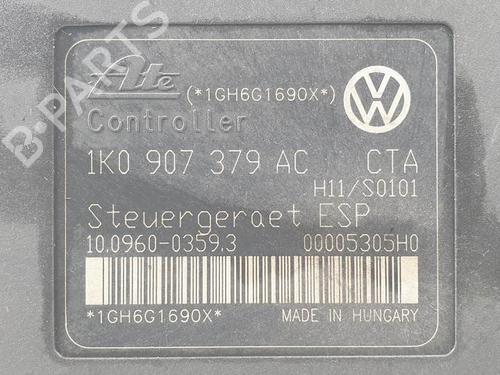 B-PARTS
Ate
(*1GH6G1690X*)
Controller
1K0 907 379 AC CTA
H11/S0101
Steuergeraet ESP
10.0960-0359.3 00005305H0
*1GH6G1690X* MADE IN HUNGARY